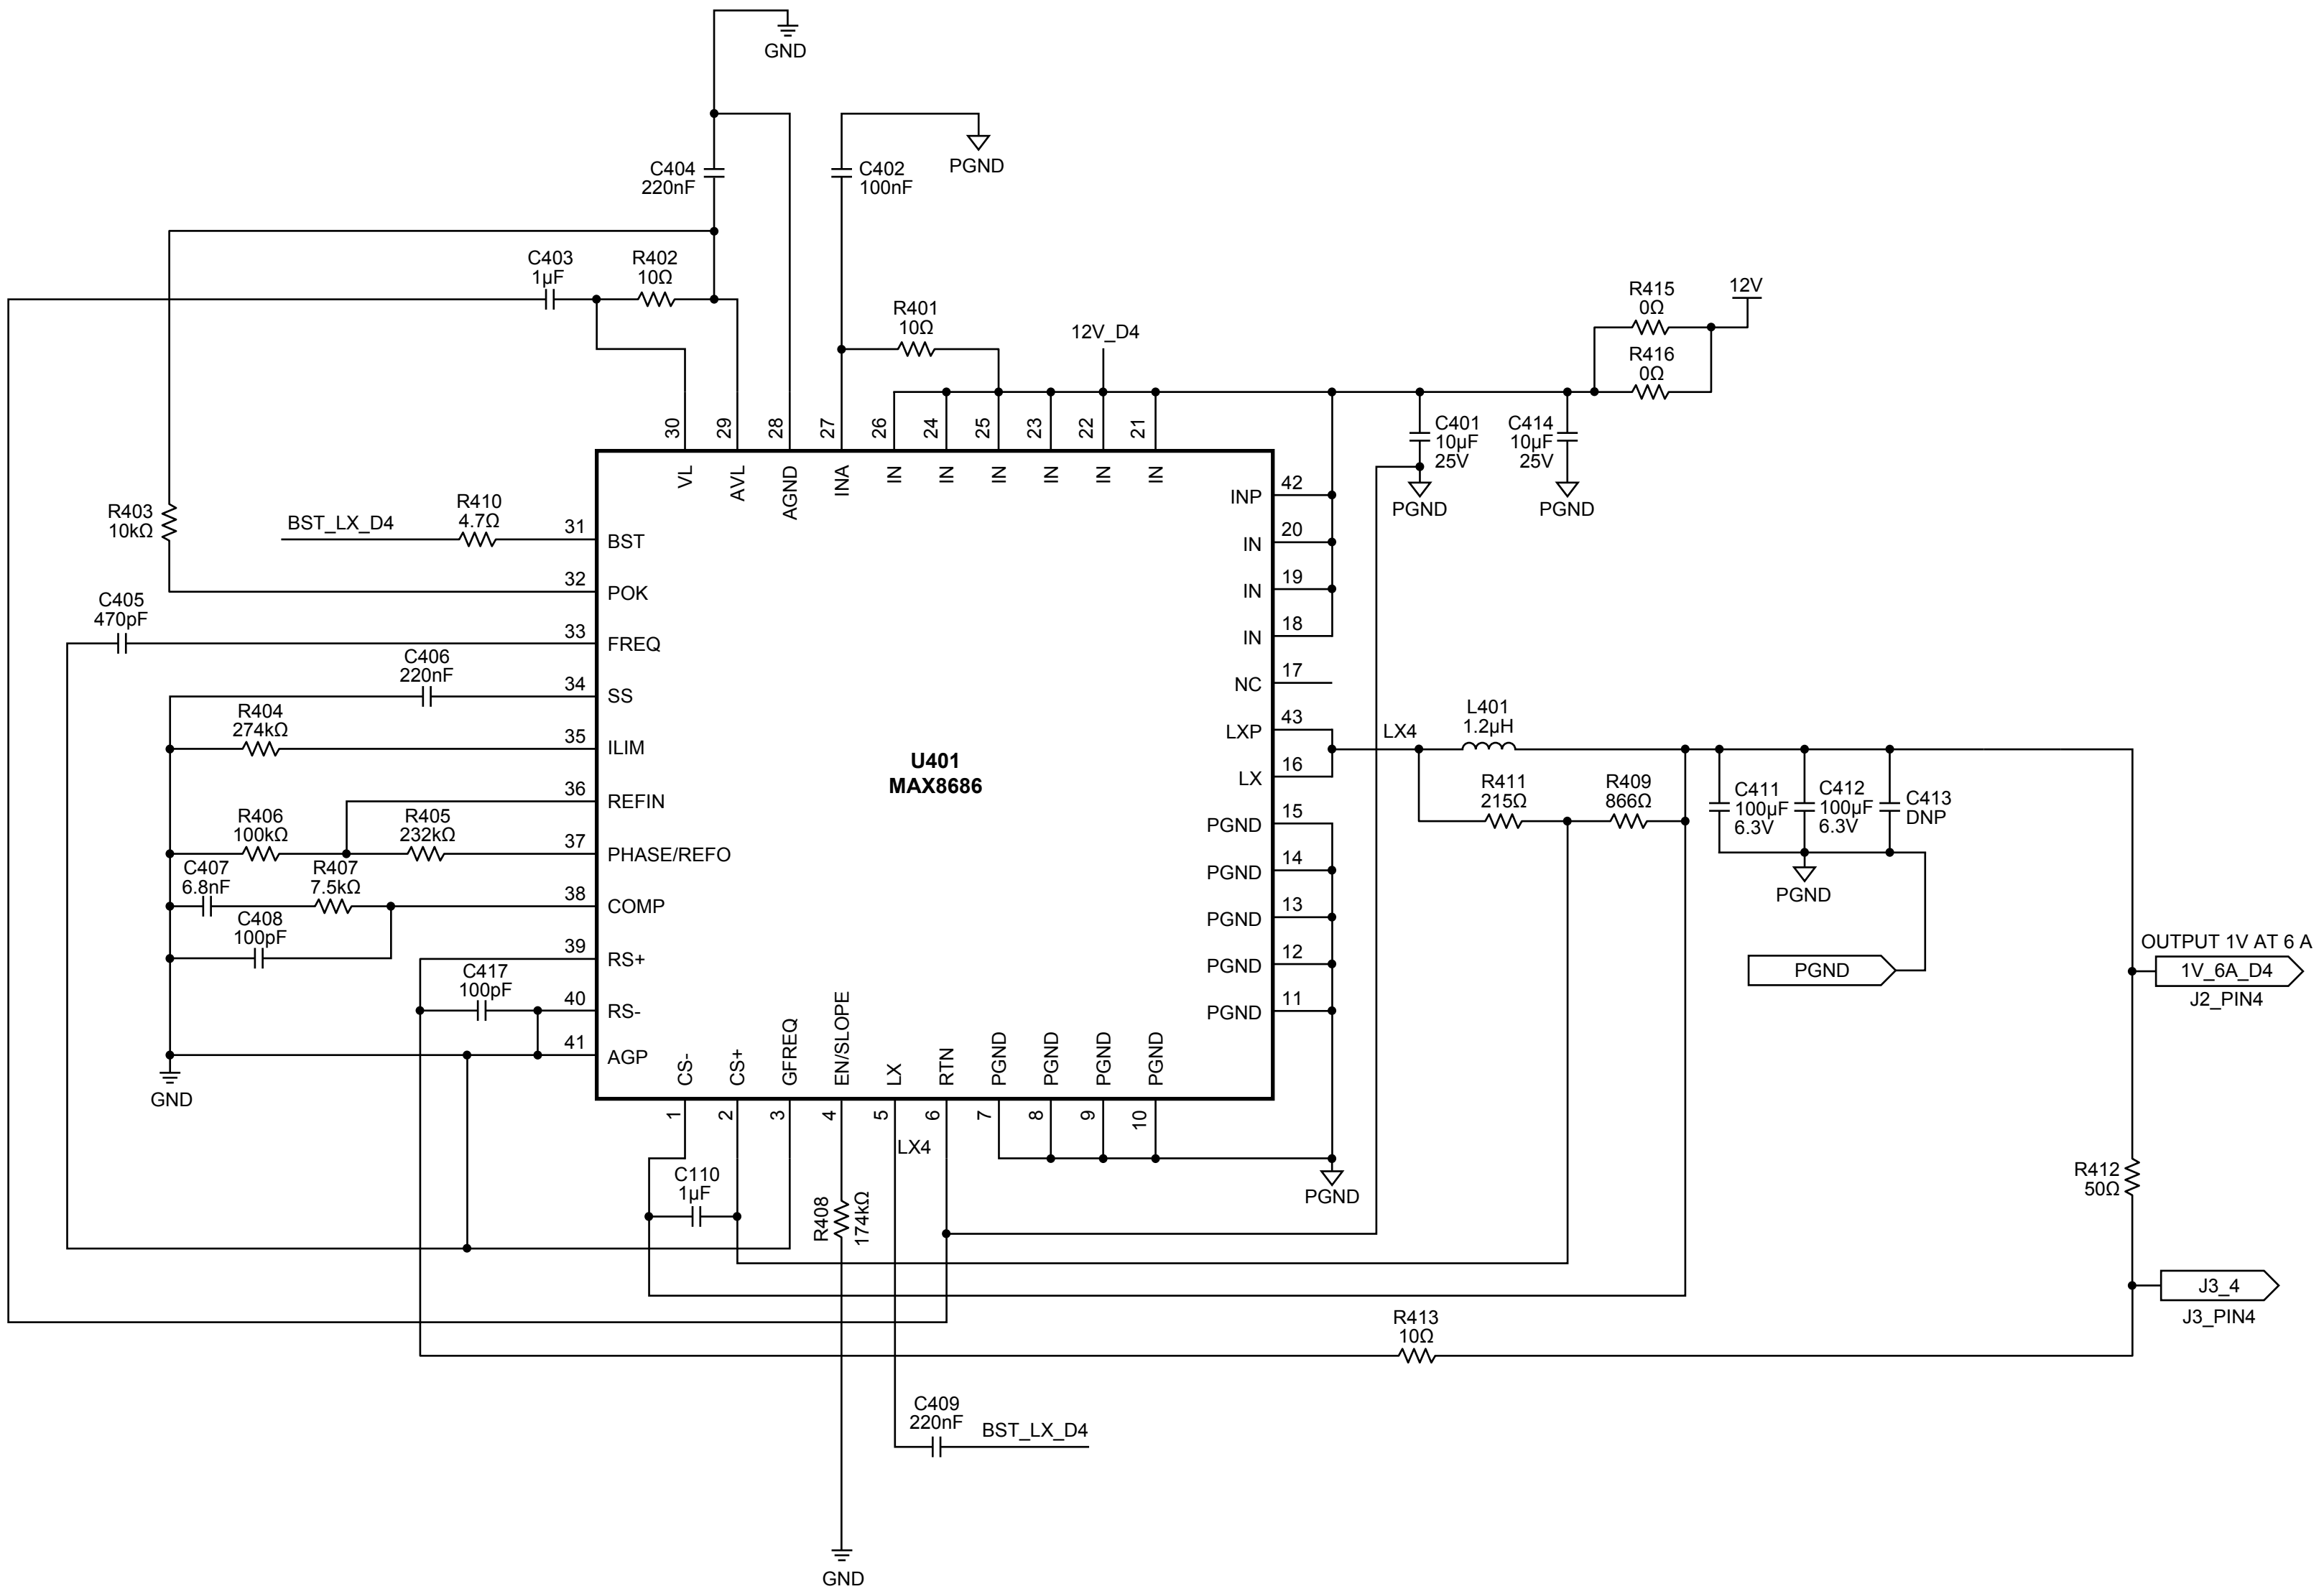 GND
C404
220nF
C402
100nF
PGND
C403
1µF
R402
10Ω
R401
10Ω
12V_D4
R415
0Ω
12V
R416
0Ω
30
29
28
27
26
24
25
23
22
21
C401
10µF
25V
C414
10µF
25V
PGND
PGND
VL
AVL
AGND
INA
IN
IN
IN
IN
IN
IN
R403
10kΩ
BST_LX_D4
R410
4.7Ω
31
BST
32
POK
C405
470pF
33
FREQ
C406
220nF
34
SS
R404
274kΩ
35
ILIM
36
REFIN
R406
100kΩ
R405
232kΩ
37
PHASE/REFO
C407
6.8nF
R407
7.5kΩ
38
COMP
C408
100pF
39
RS+
C417
100pF
40
RS-
41
AGP
GND
U401
MAX8686
INP
42
IN
20
IN
19
IN
18
NC
17
LXP
43
LX
16
PGND
15
PGND
14
PGND
13
PGND
12
PGND
11
LX4
L401
1.2µH
R411
215Ω
R409
866Ω
C411
100µF
6.3V
C412
100µF
6.3V
C413
DNP
PGND
PGND
OUTPUT 1V AT 6 A
1V_6A_D4
J2_PIN4
CS-
CS+
GFREQ
EN/SLOPE
LX
RTN
PGND
PGND
PGND
PGND
1
2
3
4
5
6
7
8
9
10
LX4
C110
1µF
R408
174kΩ
PGND
R412
50Ω
J3_4
J3_PIN4
R413
10Ω
C409
220nF
BST_LX_D4
GND